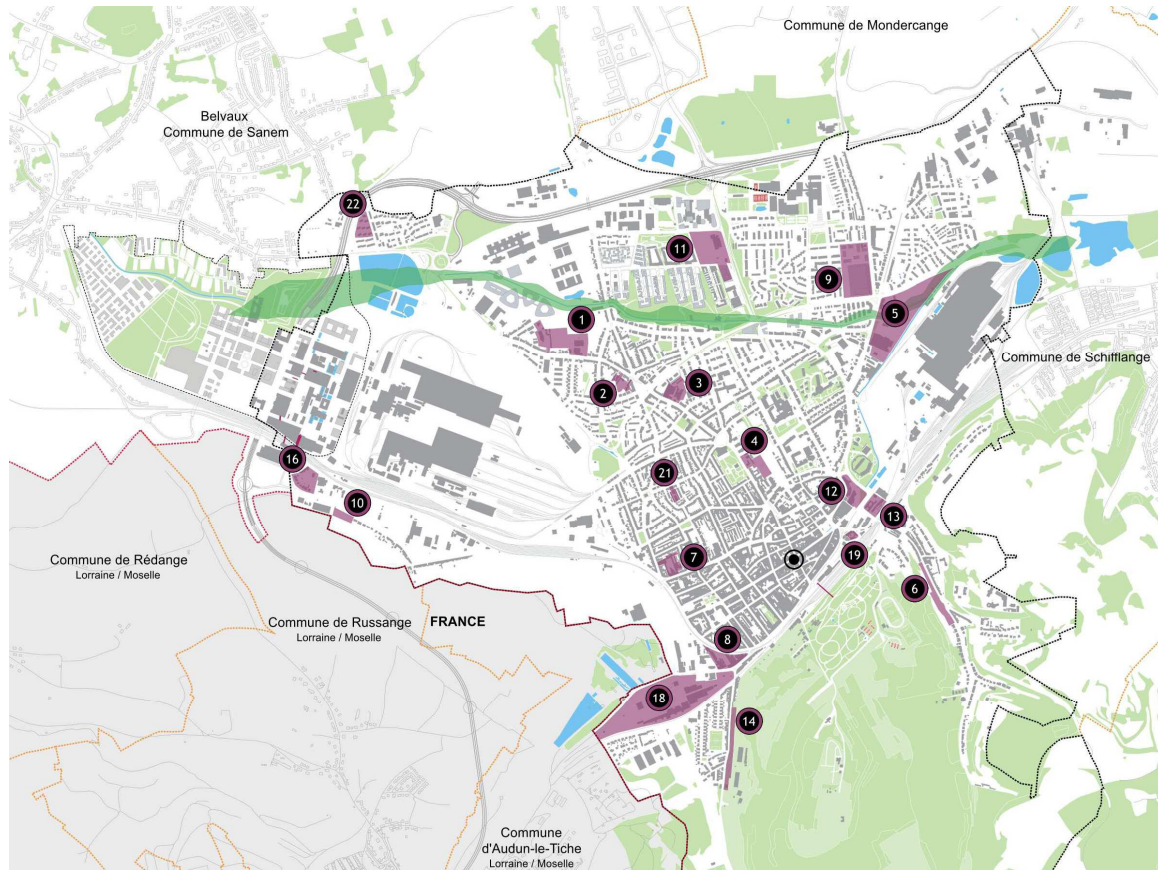 Commune de Mondercange
Belvaux
Commune de Sanem
22
11
9
1
5
Commune de Schifflange
2
3
4
16
21
12
10
13
7
19
Commune de Rédange
Lorraine / Moselle
6
Commune de Russange
Lorraine / Moselle
FRANCE
8
18
14
Commune
d'Audun-le-Tiche
Lorraine / Moselle